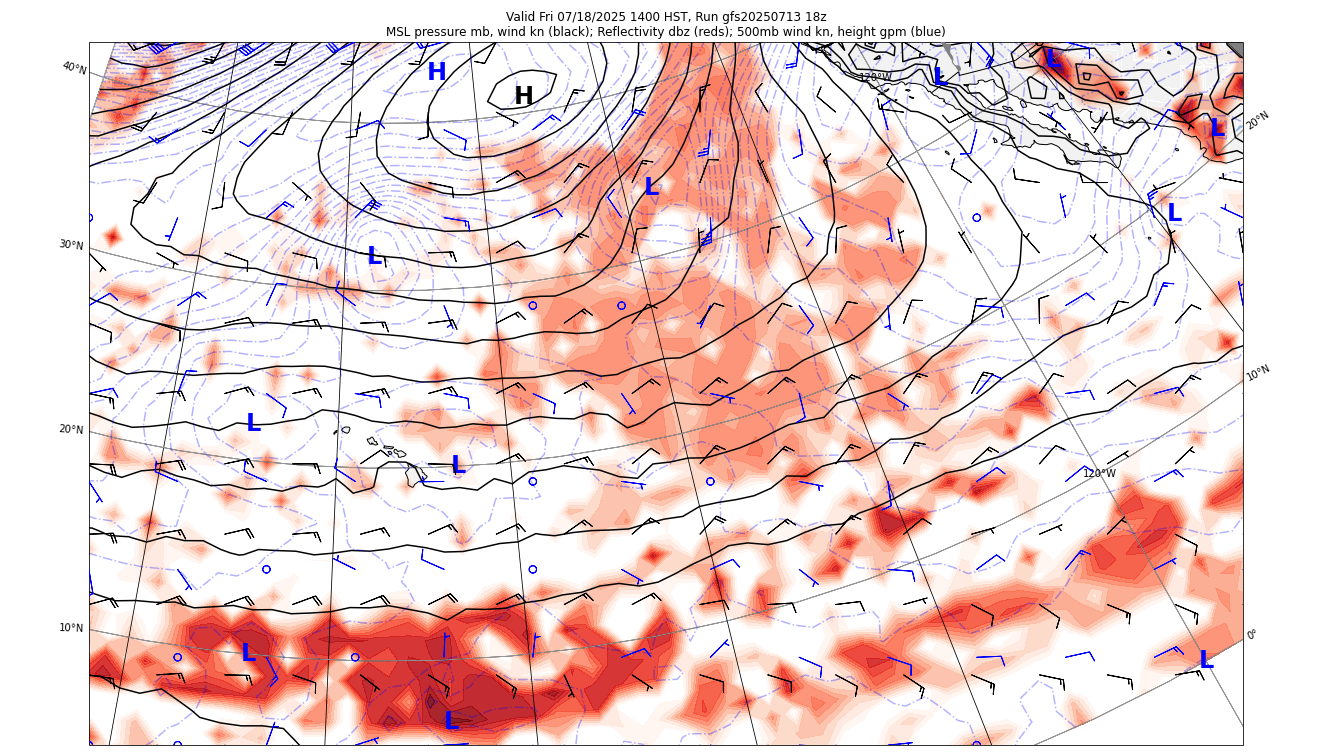 Valid Fri 07/18/2025 1400 HST, Run gfs20250713 18z
MSL pressure mb, wind kn (black); Reflectivity dbz (reds); 500mb wind kn, height gpm (blue)
40°N
H
H
L
L
120°W
L
20°N
L
L
30°N
L
10°N
L
20°N
L
120°W
10°N
0°
L
L
L